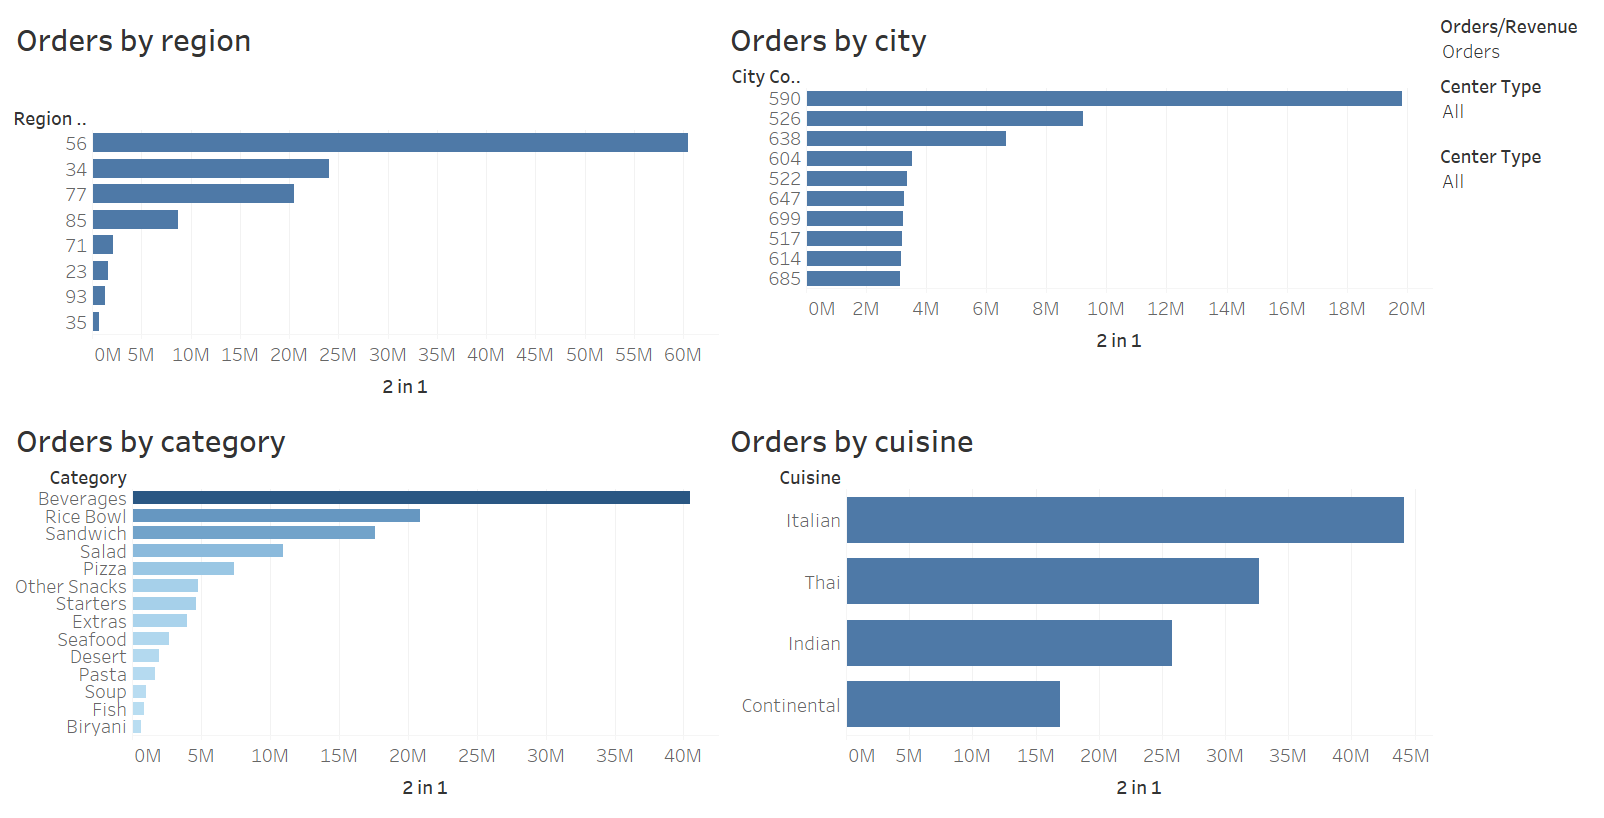 Orders by region
Region ..
56
34
77
85
71
23
93
35
0M 5M 10M 15M 20M 25M 30M 35M 40M 45M 50M 55M 60M
2 in 1
Orders by city
City Co..
590
526
638
604
522
647
699
517
614
685
0M 2M 4M 6M 8M 10M 12M 14M 16M 18M 20M
2 in 1
Orders/Revenue
Orders
Center Type
All
Center Type
All
Orders by category
Category
Beverages
Rice Bowl
Sandwich
Salad
Pizza
Other Snacks
Starters
Extras
Seafood
Desert
Pasta
Soup
Fish
Biryani
0M 5M 10M 15M 20M 25M 30M 35M 40M
2 in 1
Orders by cuisine
Cuisine
Italian
Thai
Indian
Continental
0M 5M 10M 15M 20M 25M 30M 35M 40M 45M
2 in 1